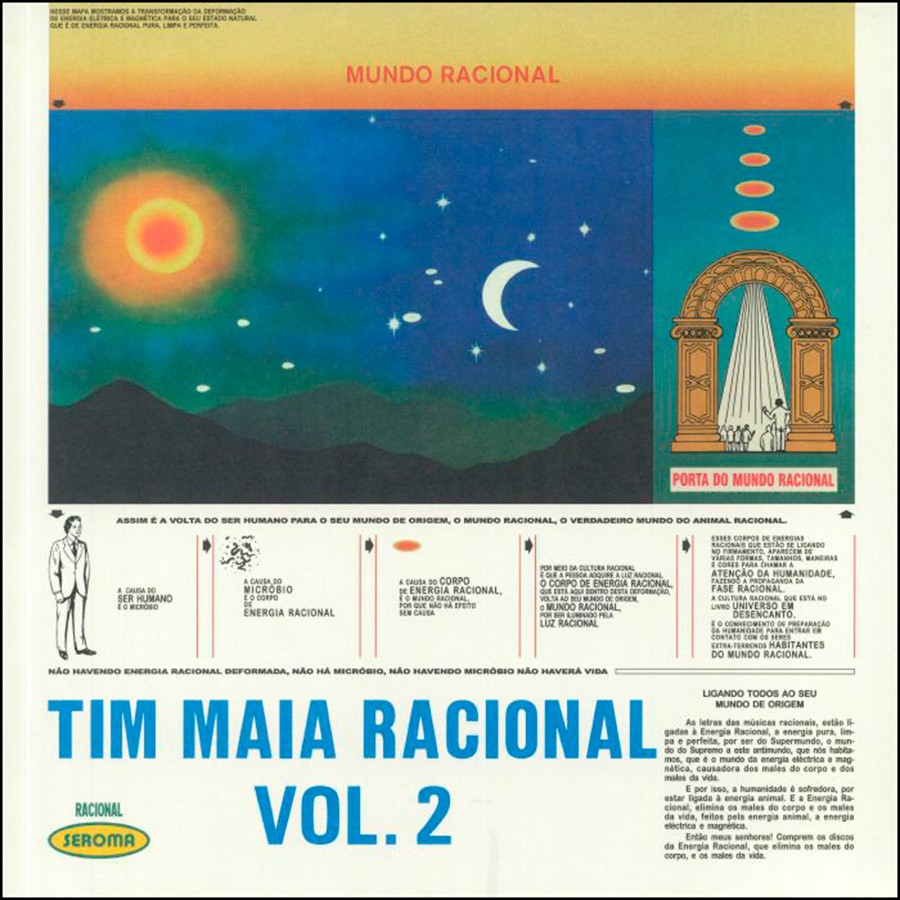 NESSE MAPA MOSTRAMOS A TRANSFORMAÇÃO DA DEFORMAÇÃO
DE ENERGIA ELÉTRICA E MAGNÉTICA PARA O SEU ESTADO NATURAL
QUE É DE ENERGIA RACIONAL PURA, LIMPA E PERFEITA.
MUNDO RACIONAL
PORTA DO MUNDO RACIONAL
ASSIM É A VOLTA DO SER HUMANO PARA O SEU MUNDO DE ORIGEM, O MUNDO RACIONAL, O VERDADEIRO MUNDO DO ANIMAL RACIONAL.
A CAUSA DO
SER HUMANO
É O MICRÓBIO
A CAUSA DO
MICRÓBIO
É O CORPO
DE
ENERGIA RACIONAL
A CAUSA DO CORPO
DE ENERGIA RACIONAL,
É O MUNDO RACIONAL,
POR QUE NÃO HÁ EFEITO
SEM CAUSA
POR MEIO DA CULTURA RACIONAL
É QUE A PESSOA ADQUIRE A LUZ RACIONAL.
O CORPO DE ENERGIA RACIONAL,
QUE ESTÁ AQUI DENTRO DESTA DEFORMAÇÃO,
VOLTA AO SEU MUNDO DE ORIGEM,
O MUNDO RACIONAL,
POR SER ILUMINADO PELA
LUZ RACIONAL
ESSES CORPOS DE ENERGIAS
RACIONAIS QUE ESTÃO SE LIGANDO
NO FIRMAMENTO, APARECEM DE
VÁRIAS FORMAS, TAMANHOS, MANEIRAS
E CORES PARA CHAMAR A
ATENÇÃO DA HUMANIDADE,
FAZENDO A PROPAGANDA DA
FASE RACIONAL.
A CULTURA RACIONAL QUE ESTÁ NO
LIVRO UNIVERSO EM
DESENCANTO.
É O CONHECIMENTO DE PREPARAÇÃO
DA HUMANIDADE PARA ENTRAR EM
CONTATO COM OS SERES
EXTRA-TERRENOS HABITANTES
DO MUNDO RACIONAL.
NÃO HAVENDO ENERGIA RACIONAL DEFORMADA, NÃO HÁ MICRÓBIO, NÃO HAVENDO MICRÓBIO NÃO HAVERÁ VIDA
TIM MAIA RACIONAL
VOL. 2
RACIONAL
SEROMA
LIGANDO TODOS AO SEU
MUNDO DE ORIGEM
As letras das músicas racionais, estão li-
gadas à Energia Racional, a energia pura, lim-
pa e perfeita, por ser do Supermundo, o mun-
do do Supremo a este antimundo, que nós habita-
mos, que é o mundo da energia eléctrica e mag-
nética, causadora dos males do corpo e dos
males da vida.
E por isso, a humanidade é sofredora, por
estar ligada à energia animal. E a Energia Ra-
cional, elimina os males do corpo e os males
da vida, feitos pela energia animal, a energia
eléctrica e magnética.
Então meus senhores! Comprem os discos
da Energia Racional, que elimina os males do
corpo, e os males da vida.